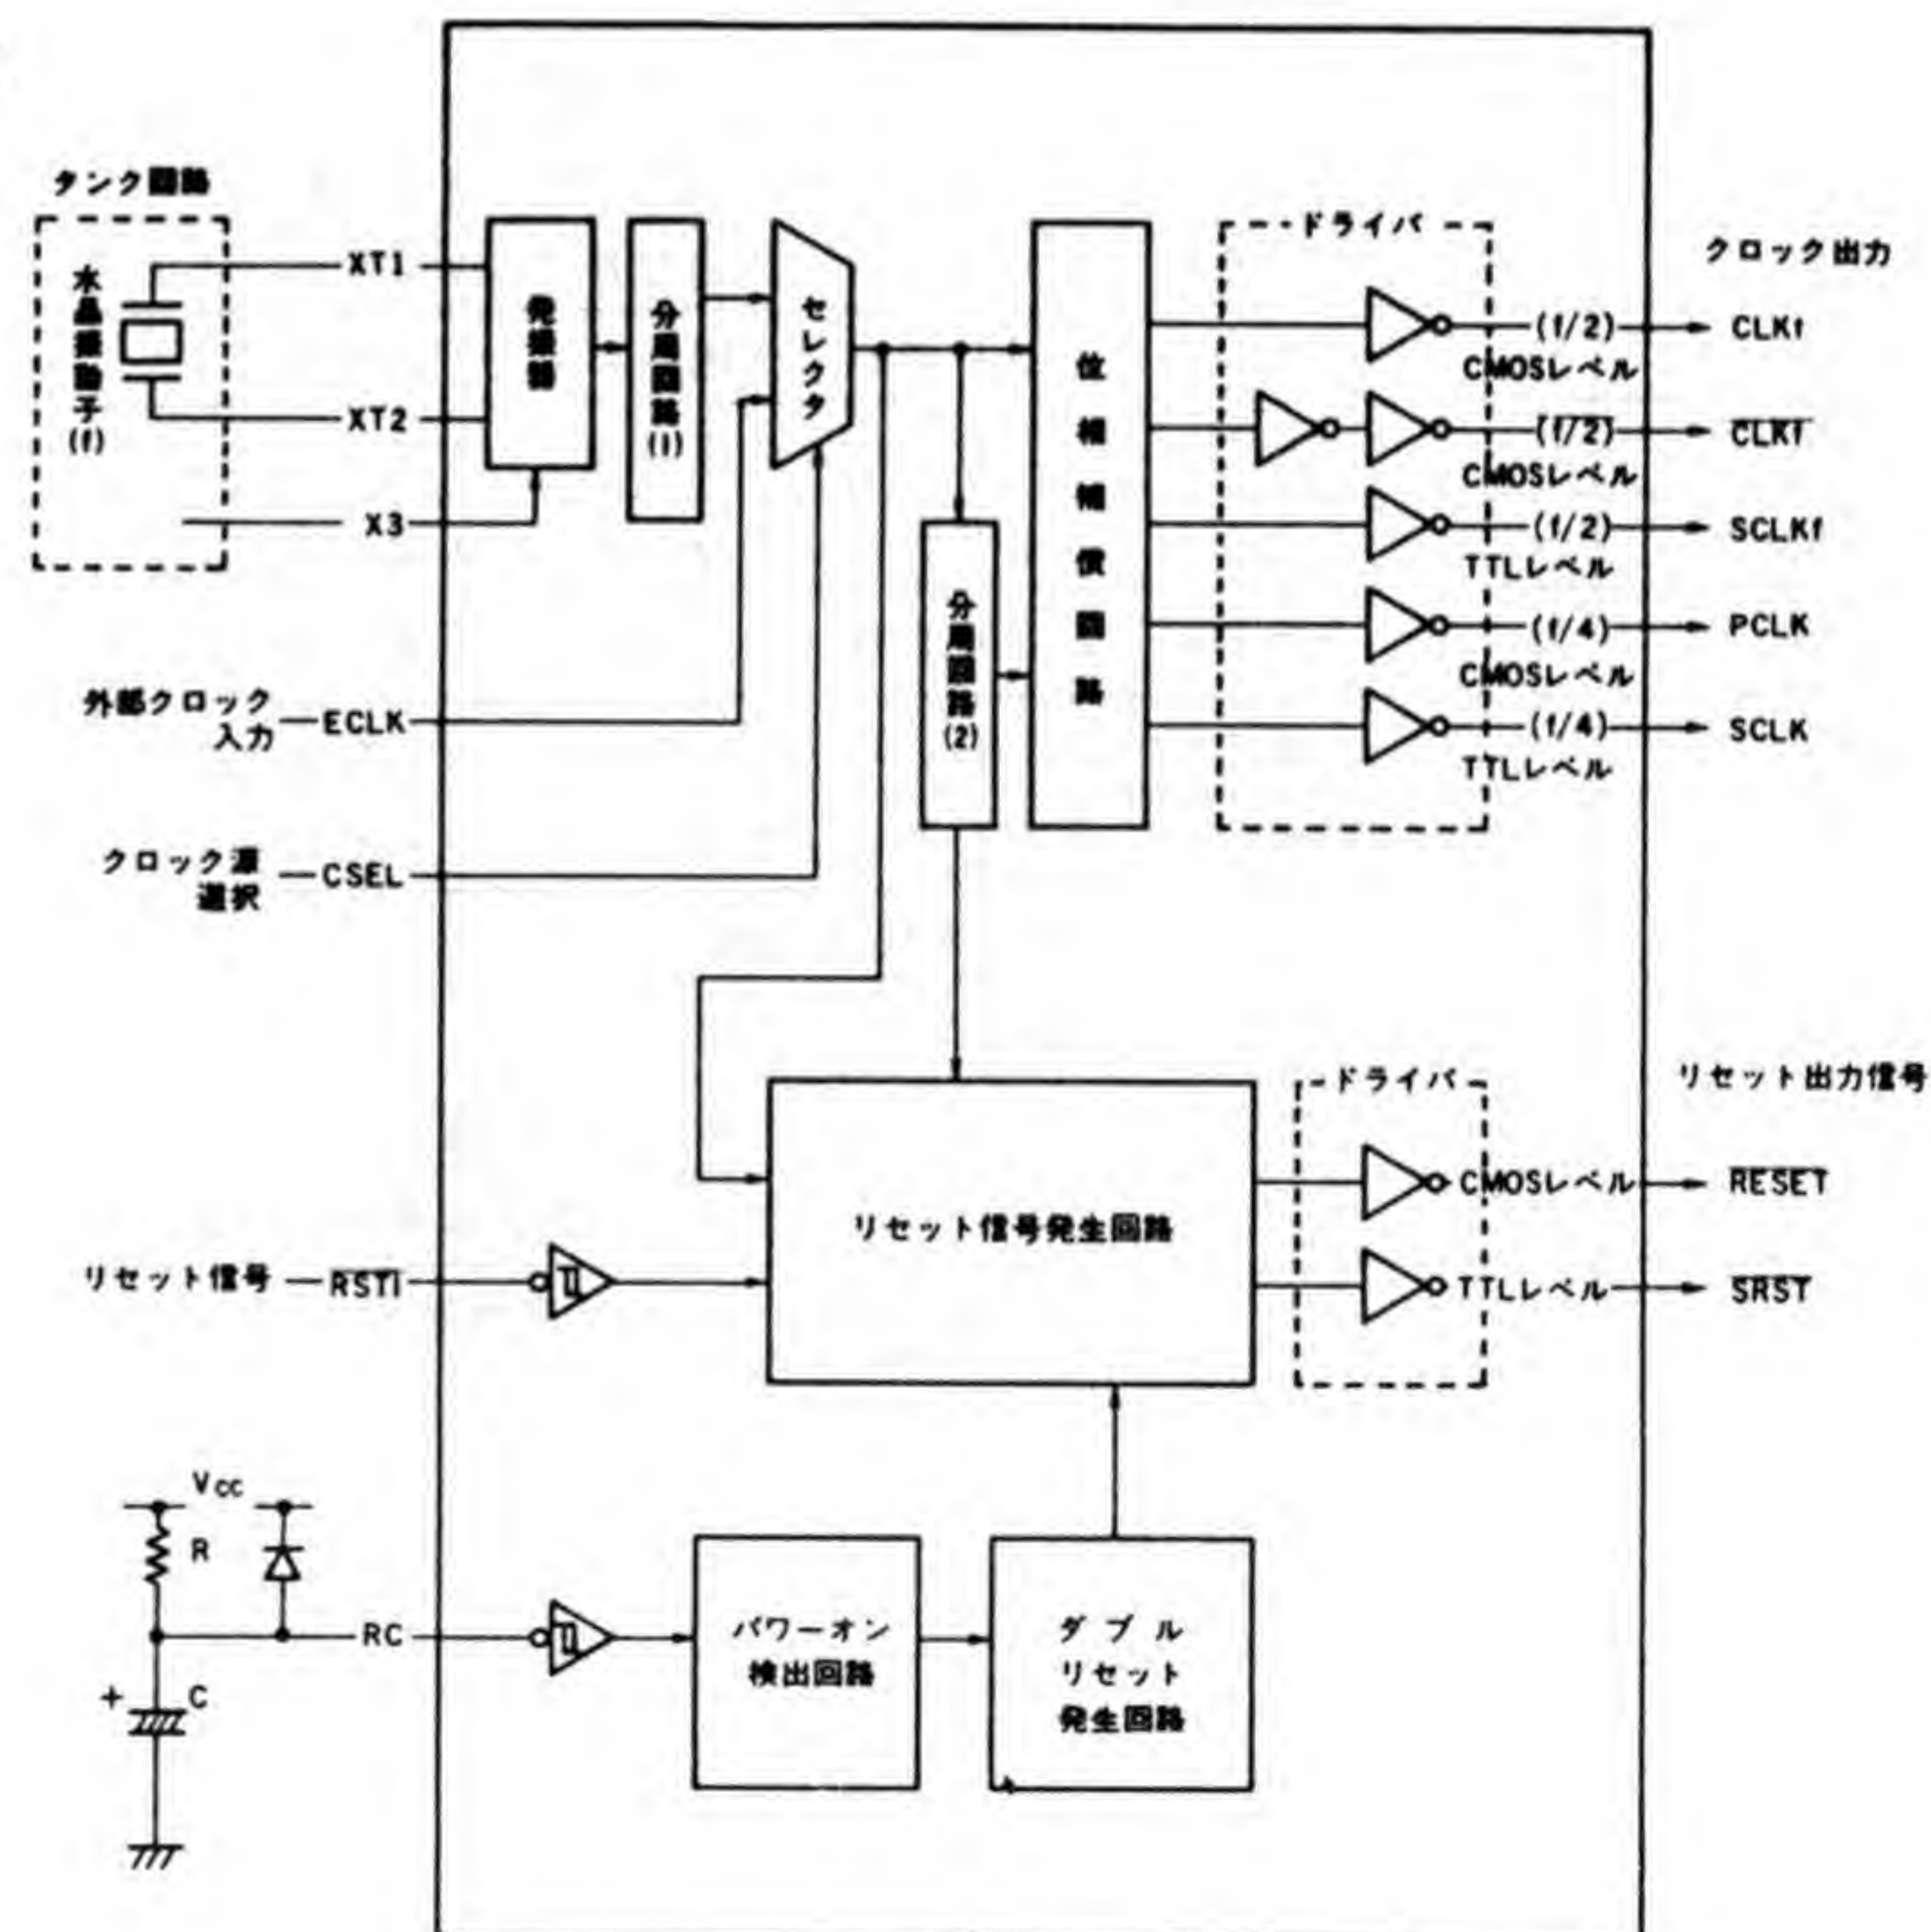 タンク回路
水晶振動子
(f)
XT1
XT2
X3
発振器
分周回路
(1)
セレクタ
分周回路
(2)
位相補償回路
ドライバ
クロック出力
(f/2)
CMOSレベル
CLKf
(f/2)
CMOSレベル
CLKf
(f/2)
TTLレベル
SCLKf
(f/4)
CMOSレベル
PCLK
(f/4)
TTLレベル
SCLK
外部クロック
入力
ECLK
クロック源
選択
CSEL
リセット信号
RSTI
リセット信号発生回路
ドライバ
リセット出力信号
CMOSレベル
RESET
TTLレベル
SRST
Vcc
R
RC
+
C
パワーオン
検出回路
ダブル
リセット
発生回路